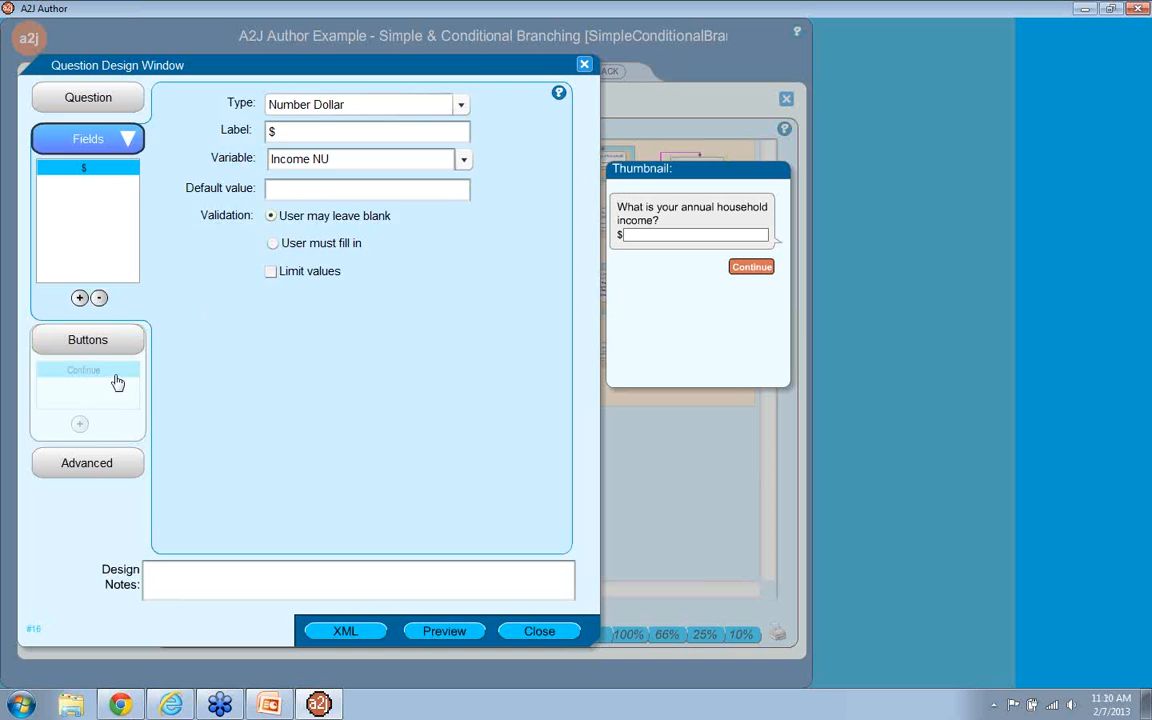 A2J Author
a2j
A2J Author Example - Simple & Conditional Branching [SimpleConditionalBra
?
Question Design Window
ACK
Question
Fields
$
+ -
Buttons
Continue
+
Advanced
?
Type: Number Dollar
Label: $
Variable: Income NU
Default value:
Validation: User may leave blank
User must fill in
Limit values
Design
Notes:
#16
XML Preview Close
?
Thumbnail:
What is your annual household
income?
$
Continue
100% 66% 25% 10%
a2j
11:10 AM
2/7/2013